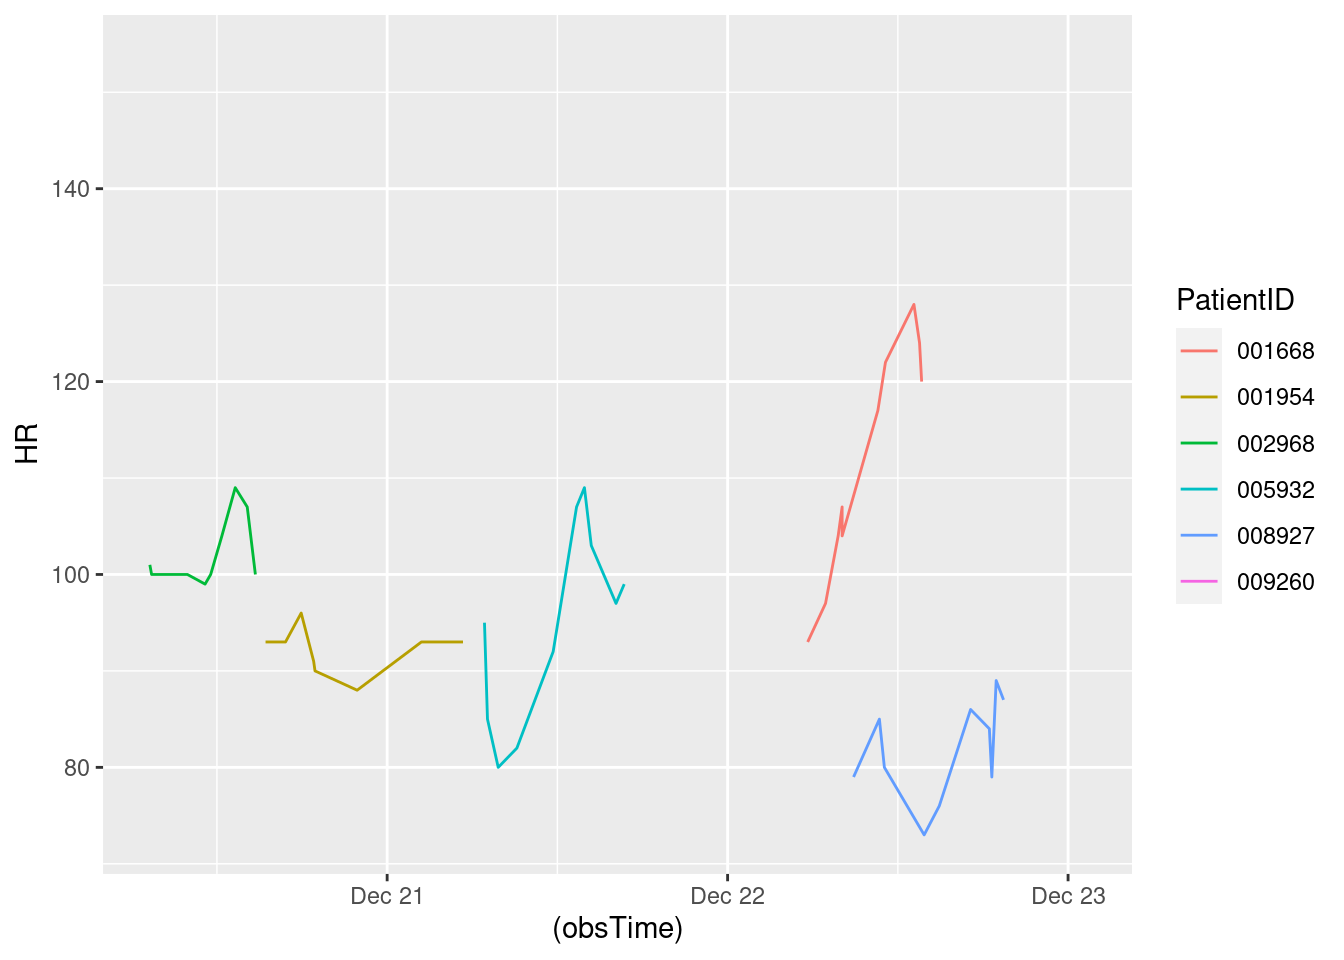 140
120
100
80
HR
Dec 21
Dec 22
Dec 23
(obsTime)
PatientID
001668
001954
002968
005932
008927
009260